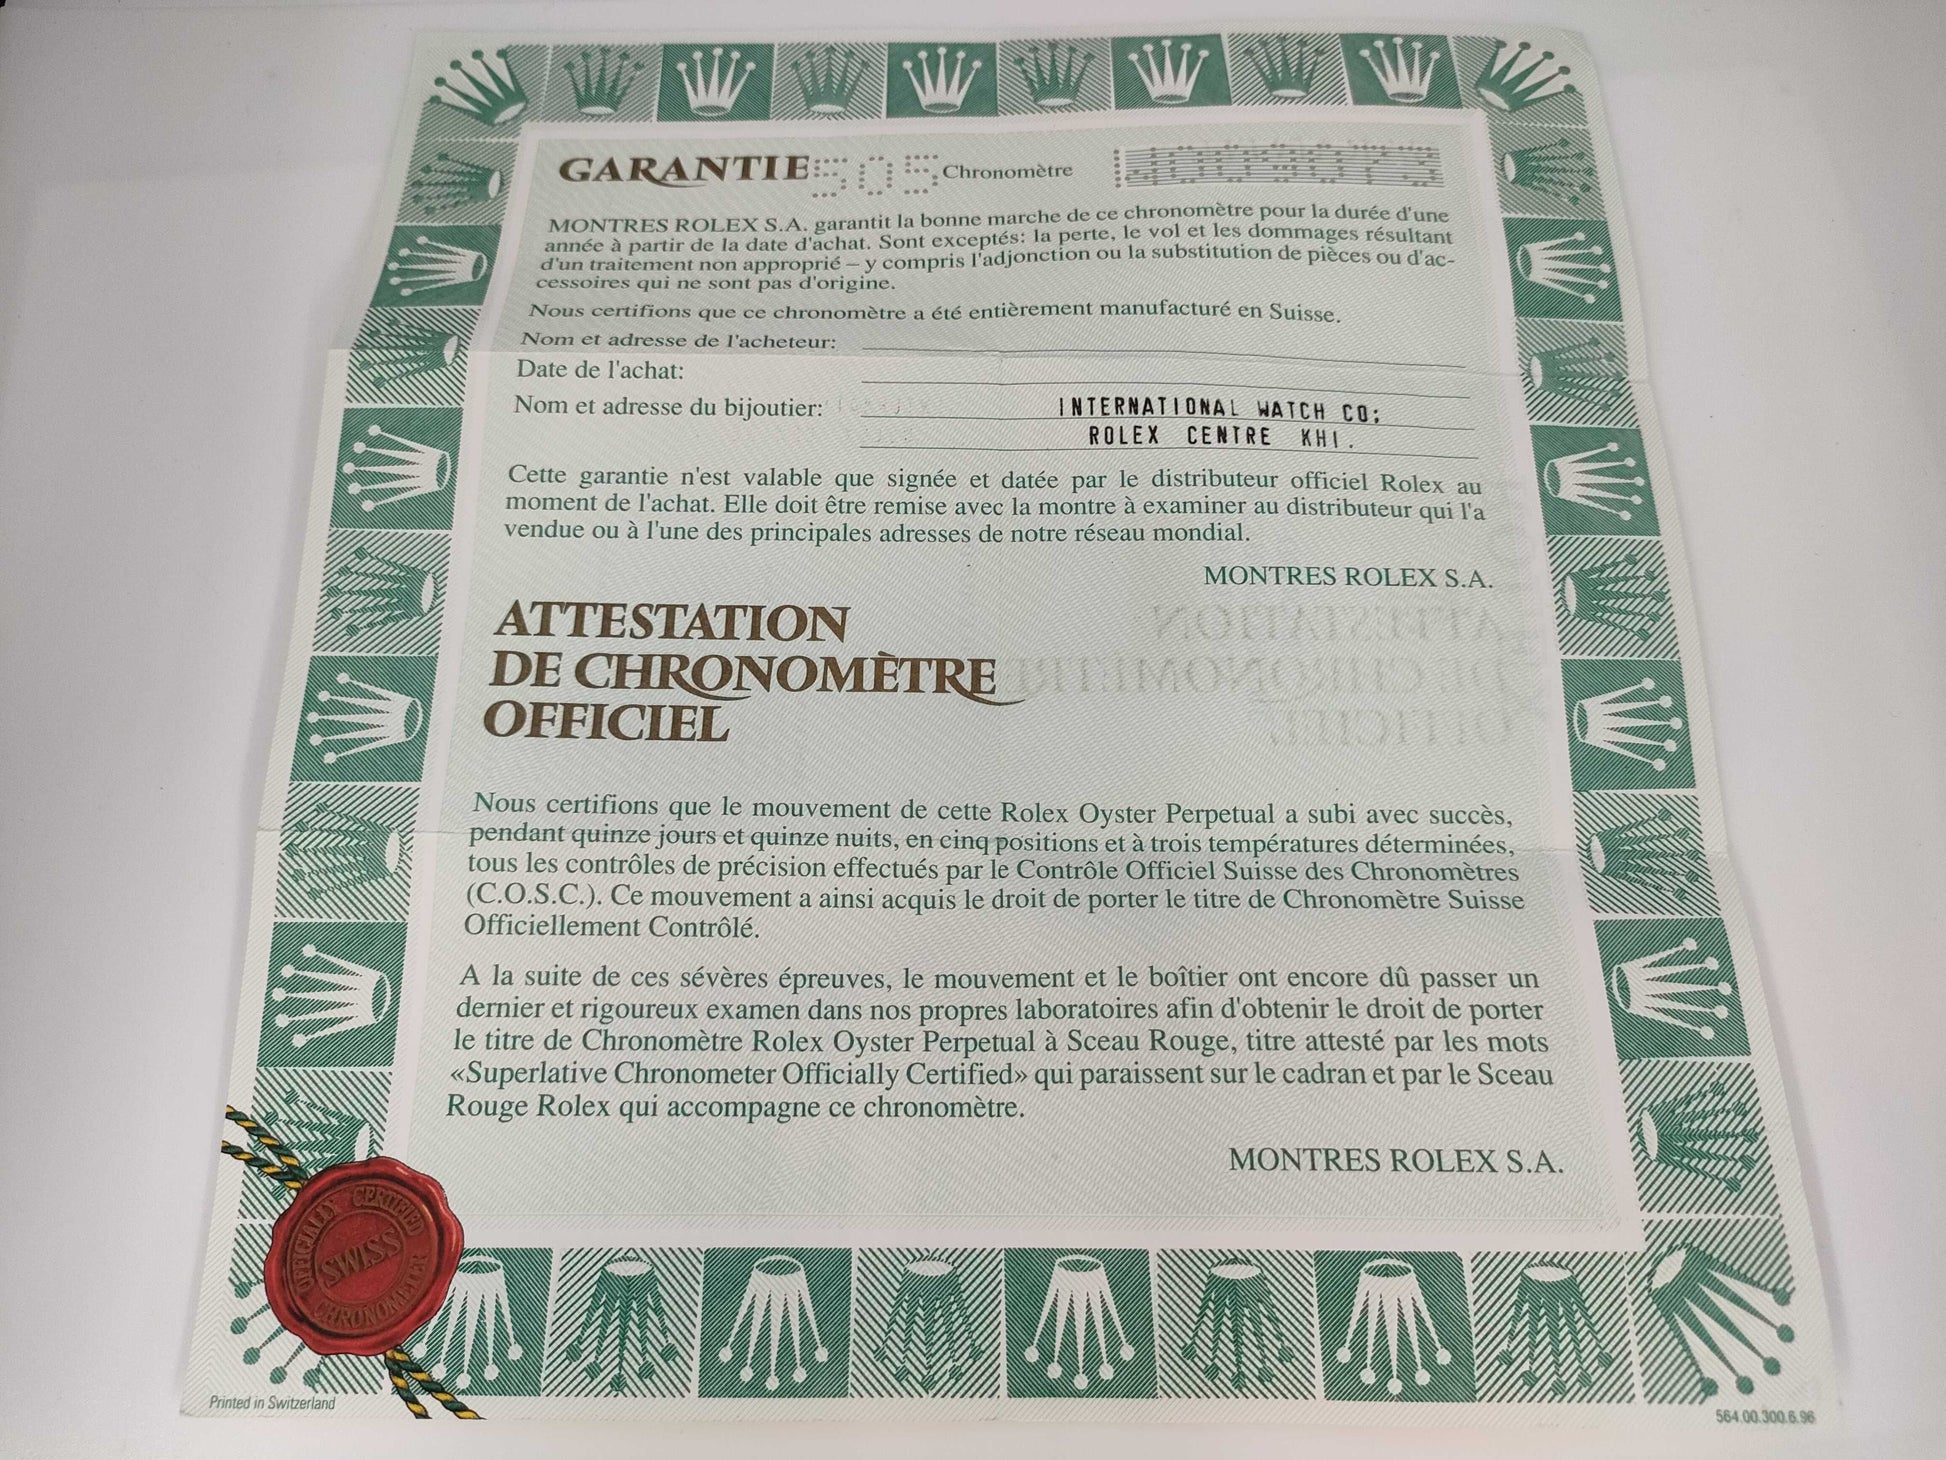 GARANTIE 505 Chronomètre
MONTRES ROLEX S.A. garantit la bonne marche de ce chronomètre pour la durée d'une
année à partir de la date d'achat. Sont exceptés: la perte, le vol et les dommages résultant
d'un traitement non approprié – y compris l'adjonction ou la substitution de pièces ou d'ac-
cessoires qui ne sont pas d'origine.
Nous certifions que ce chronomètre a été entièrement manufacturé en Suisse.
Nom et adresse de l'acheteur:
Date de l'achat:
Nom et adresse du bijoutier: INTERNATIONAL WATCH CO;
ROLEX CENTRE KHI.
Cette garantie n'est valable que signée et datée par le distributeur officiel Rolex au
moment de l'achat. Elle doit être remise avec la montre à examiner au distributeur qui l'a
vendue ou à l'une des principales adresses de notre réseau mondial.
MONTRES ROLEX S.A.
ATTESTATION
DE CHRONOMÈTRE
OFFICIEL
Nous certifions que le mouvement de cette Rolex Oyster Perpetual a subi avec succès,
pendant quinze jours et quinze nuits, en cinq positions et à trois températures déterminées,
tous les contrôles de précision effectués par le Contrôle Officiel Suisse des Chronomètres
(C.O.S.C.). Ce mouvement a ainsi acquis le droit de porter le titre de Chronomètre Suisse
Officiellement Contrôlé.
A la suite de ces sévères épreuves, le mouvement et le boîtier ont encore dû passer un
dernier et rigoureux examen dans nos propres laboratoires afin d'obtenir le droit de porter
le titre de Chronomètre Rolex Oyster Perpetual à Sceau Rouge, titre attesté par les mots
«Superlative Chronometer Officially Certified» qui paraissent sur le cadran et par le Sceau
Rouge Rolex qui accompagne ce chronomètre.
MONTRES ROLEX S.A.
OFFICIALLY CERTIFIED
SWISS
CHRONOMETER
Printed in Switzerland
564.00.300.6.96